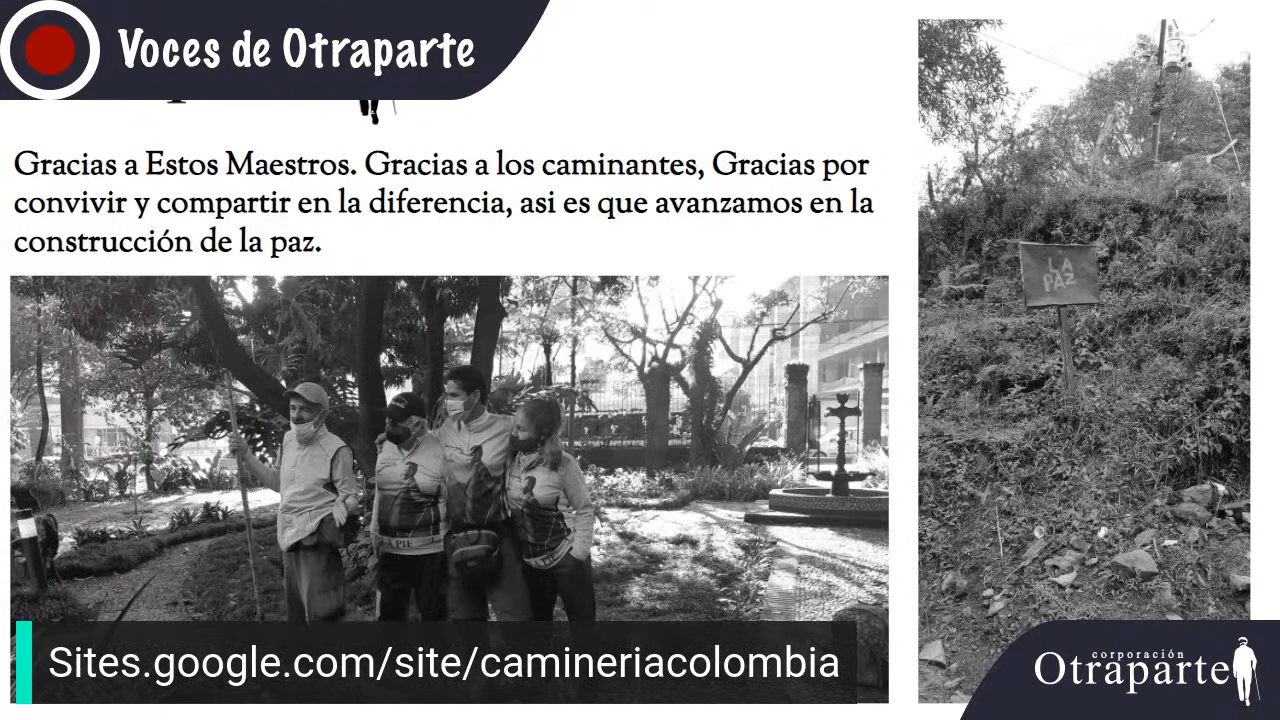 Voces de Otraparte
Gracias a Estos Maestros. Gracias a los caminantes, Gracias por
convivir y compartir en la diferencia, asi es que avanzamos en la
construcción de la paz.
LA
PAZ
A PIE
Sites.google.com/site/camineriacolombia
corporación
Otraparte